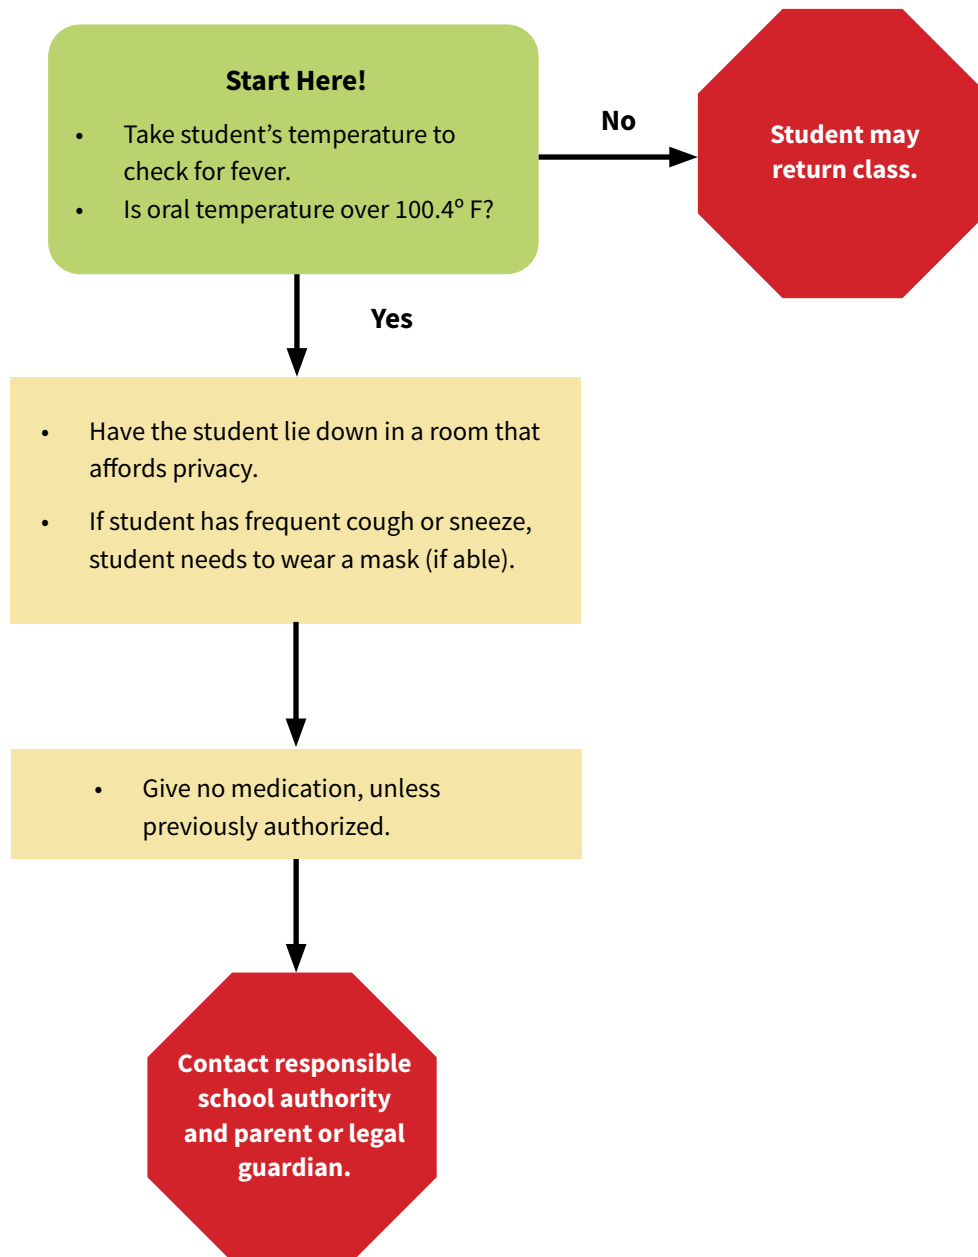 Start Here!
• Take student’s temperature to
check for fever.
• Is oral temperature over 100.4º F?
No
Student may
return class.
Yes
• Have the student lie down in a room that
affords privacy.
• If student has frequent cough or sneeze,
student needs to wear a mask (if able).
• Give no medication, unless
previously authorized.
Contact responsible
school authority
and parent or legal
guardian.